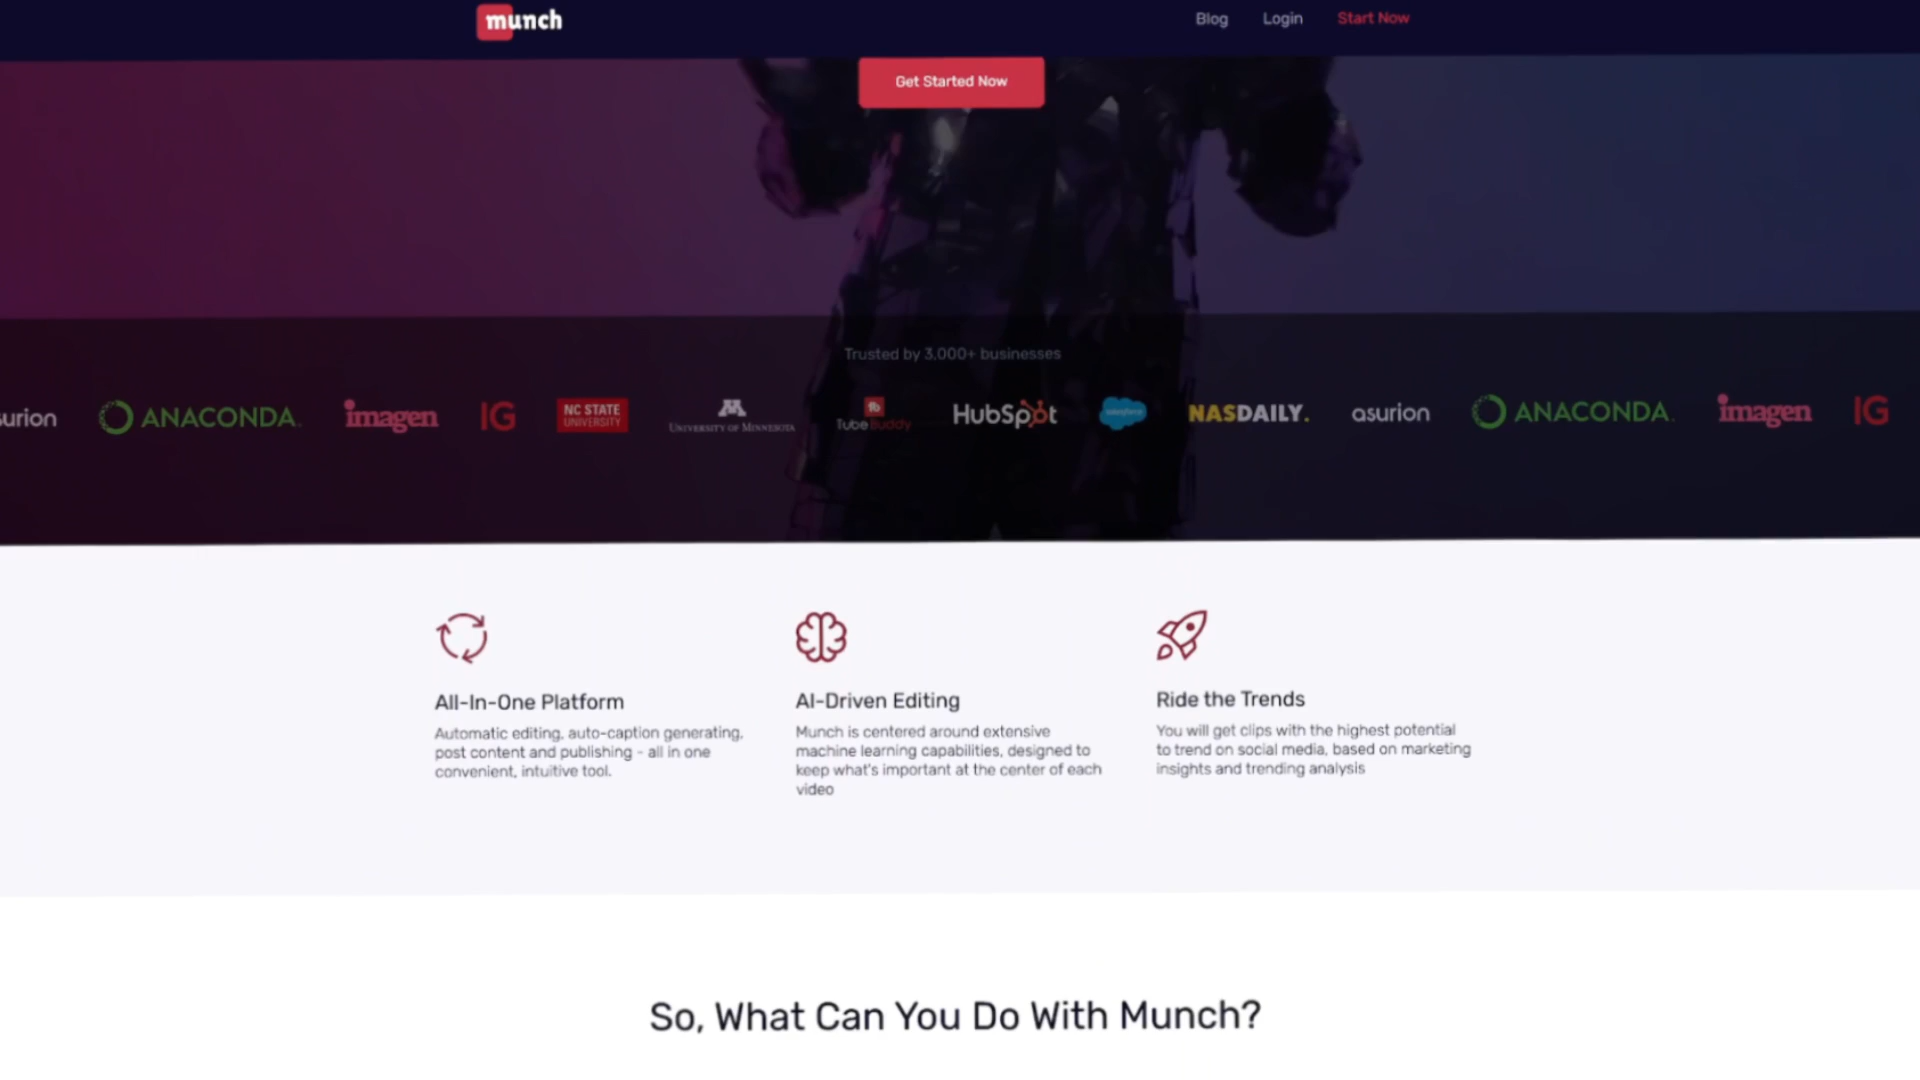 munch
Blog Login Start Now
Get Started Now
Trusted by 3,000+ businesses
surion ANACONDA. imagen IG NC STATE UNIVERSITY UNIVERSITY OF MINNESOTA TubeBuddy HubSpot salesforce NASDAILY. asurion ANACONDA. imagen IG
All-In-One Platform
Automatic editing, auto-caption generating,
post content and publishing - all in one
convenient, intuitive tool.
AI-Driven Editing
Munch is centered around extensive
machine learning capabilities, designed to
keep what's important at the center of each
video
Ride the Trends
You will get clips with the highest potential
to trend on social media, based on marketing
insights and trending analysis
So, What Can You Do With Munch?